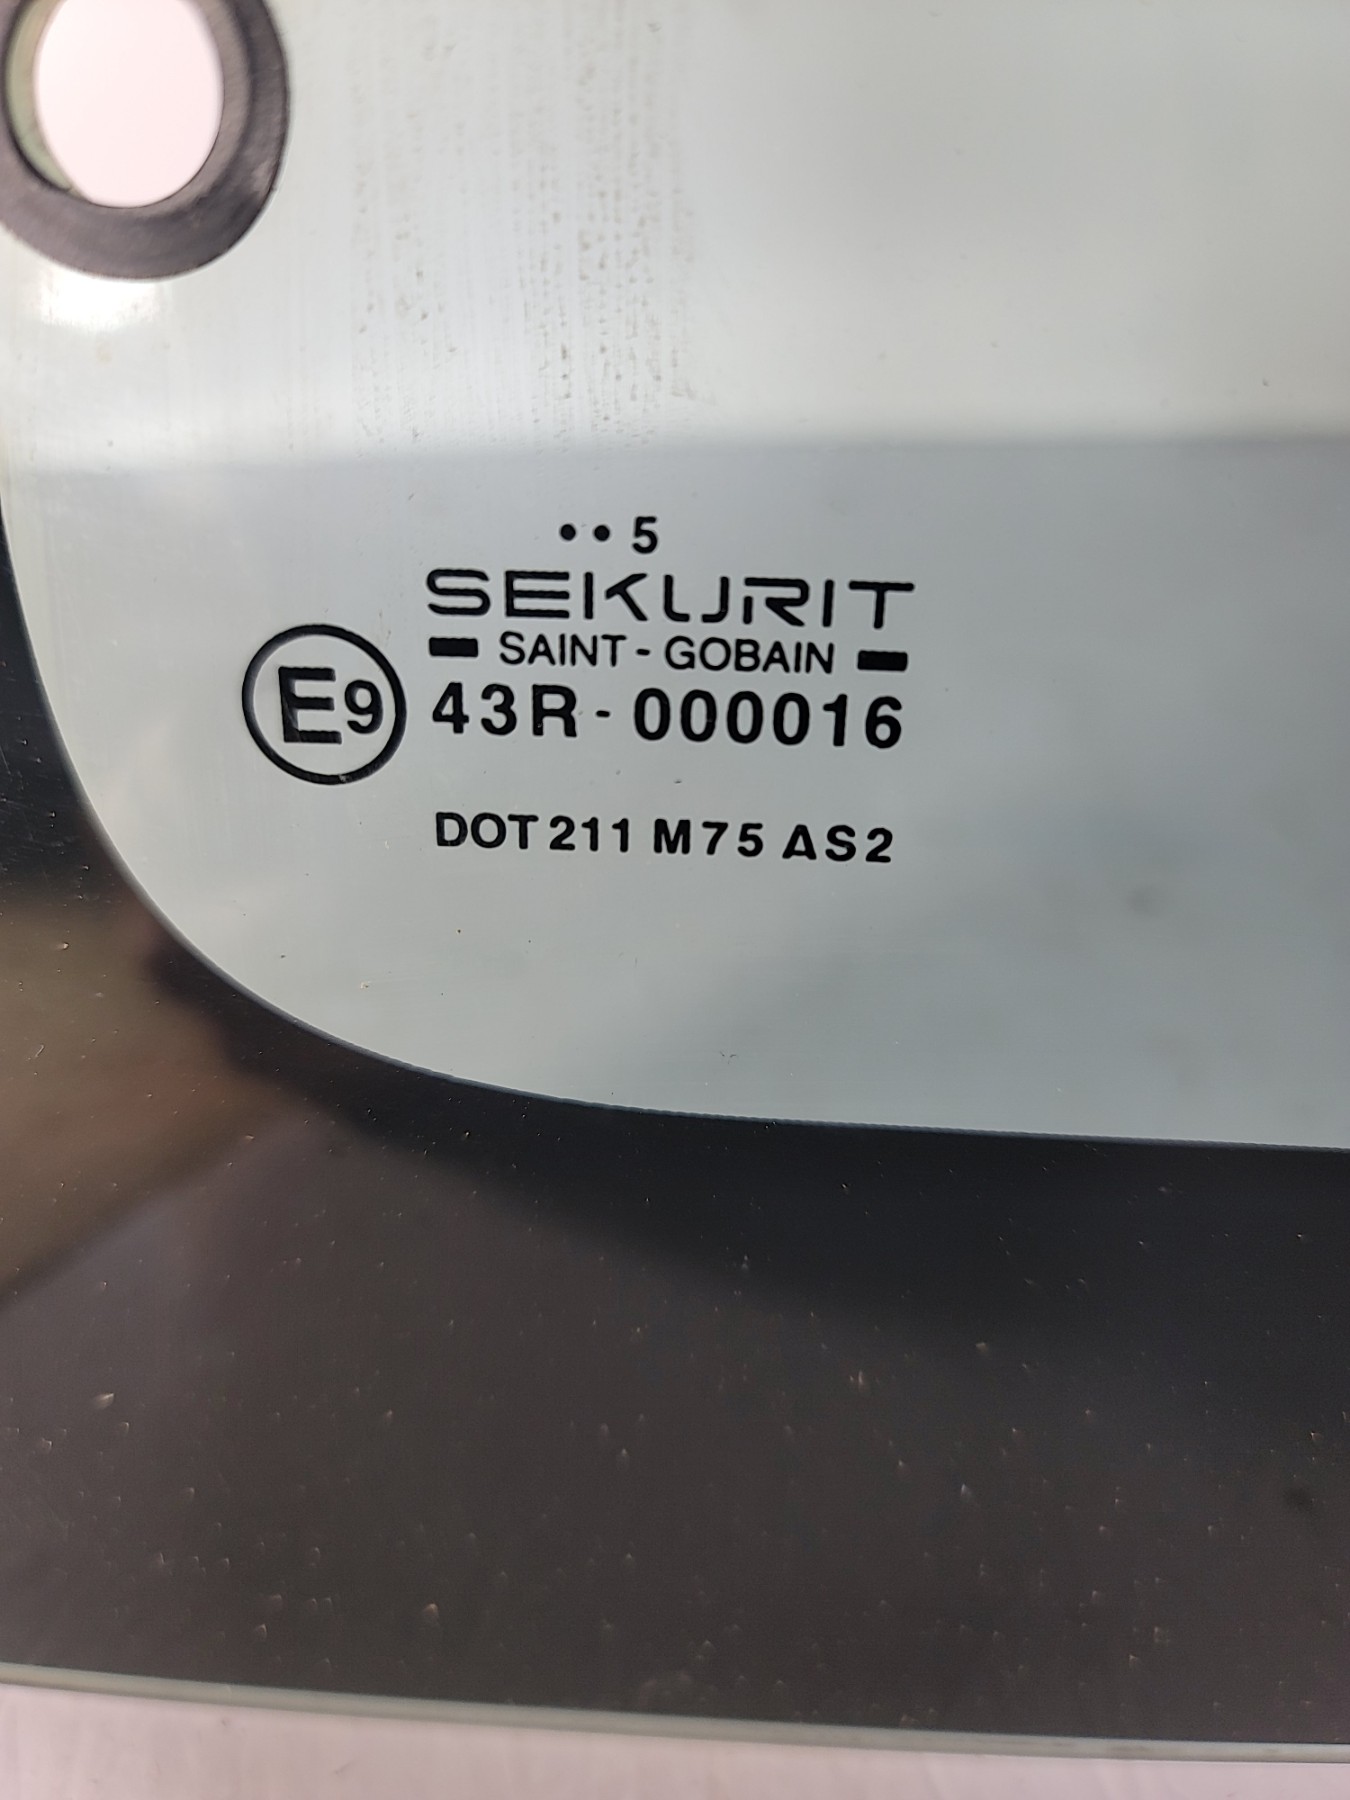 •• 5
SEKURIT
SAINT-GOBAIN
E9 43R-000016
DOT 211 M75 AS2